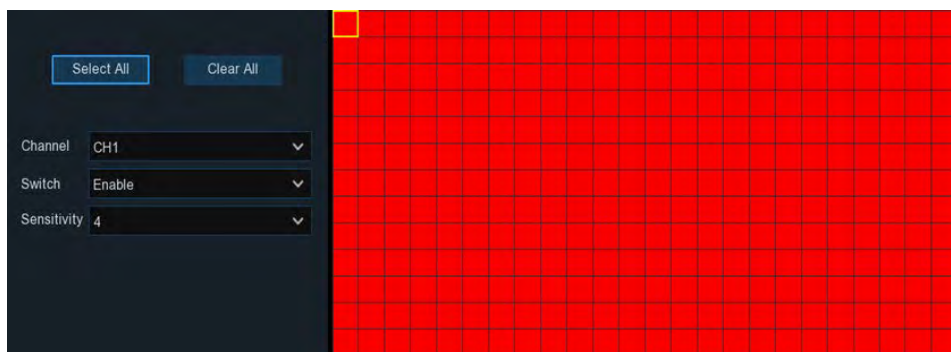 Select All Clear All
Channel CH1
Switch Enable
Sensitivity 4